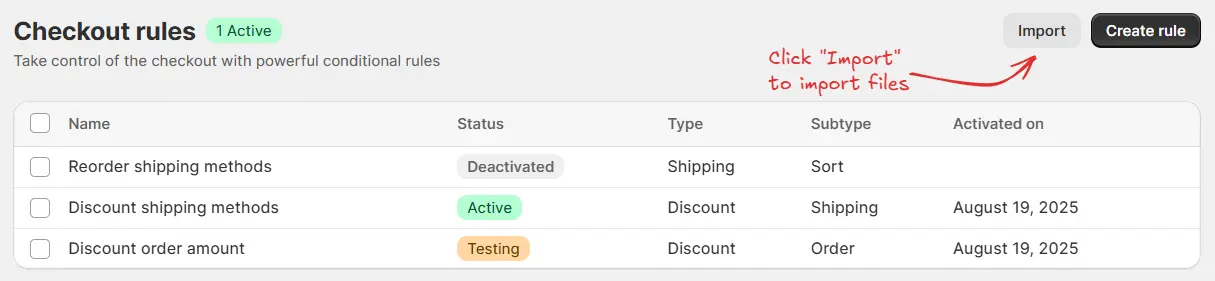 Checkout rules 1 Active Import Create rule
Take control of the checkout with powerful conditional rules
Click "Import"
to import files
Name Status Type Subtype Activated on
Reorder shipping methods Deactivated Shipping Sort
Discount shipping methods Active Discount Shipping August 19, 2025
Discount order amount Testing Discount Order August 19, 2025